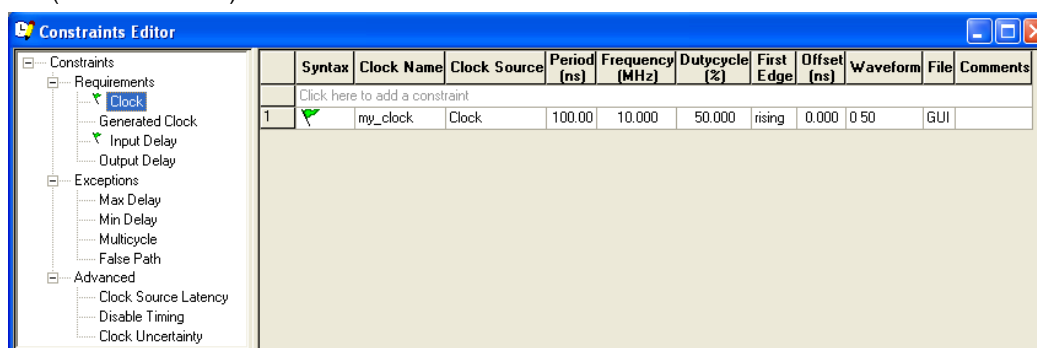 Constraints Editor
Constraints
Requirements
Clock
Generated Clock
Input Delay
Output Delay
Exceptions
Max Delay
Min Delay
Multicycle
False Path
Advanced
Clock Source Latency
Disable Timing
Clock Uncertainty
Syntax Clock Name Clock Source Period (ns) Frequency (MHz) Dutycycle (%) First Edge Offset (ns) Waveform File Comments
Click here to add a constraint
1 my_clock Clock 100.00 10.000 50.000 rising 0.000 0 50 GUI